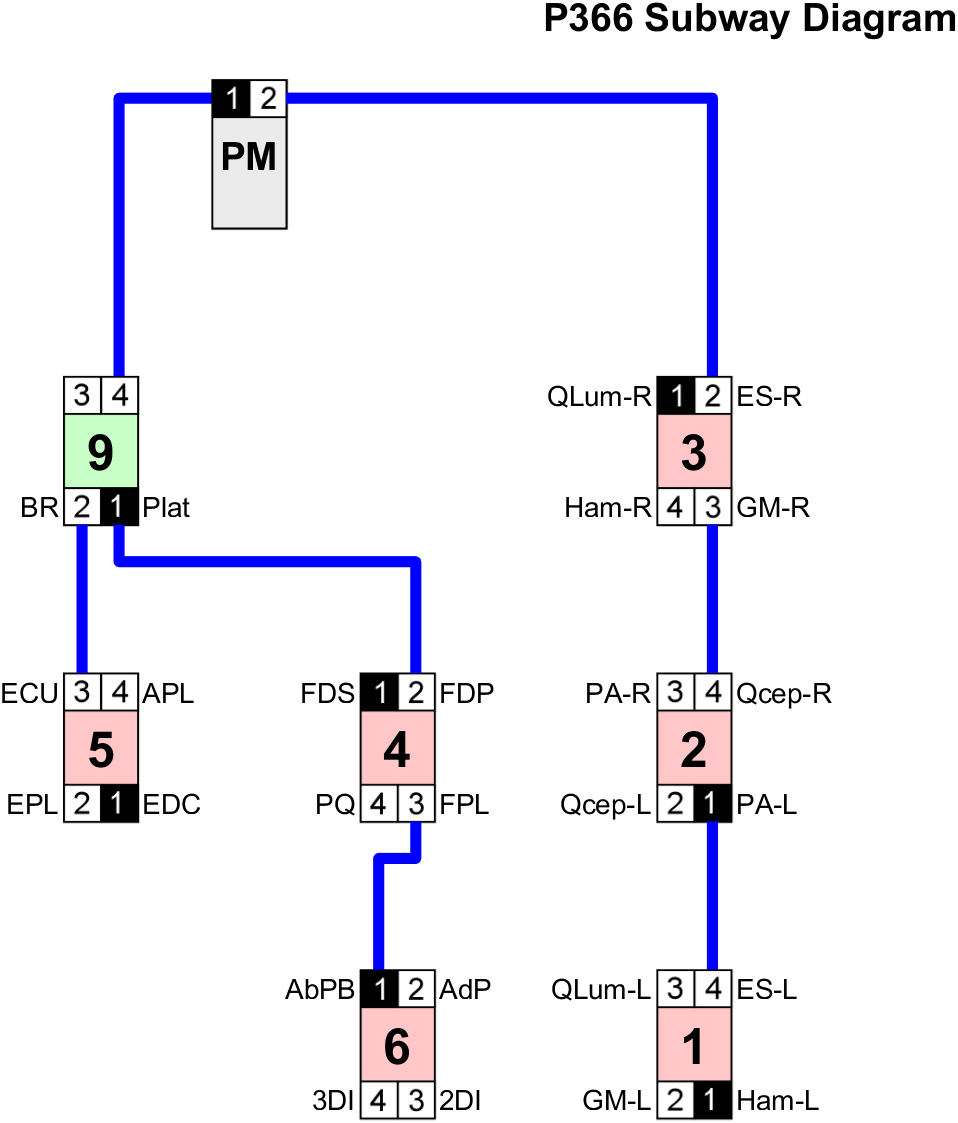 P366 Subway Diagram
1 2
PM
3 4
9
BR 2 1 Plat
QLum-R 1 2 ES-R
3
Ham-R 4 3 GM-R
ECU 3 4 APL
5
EPL 2 1 EDC
FDS 1 2 FDP
4
PQ 4 3 FPL
PA-R 3 4 Qcep-R
2
Qcep-L 2 1 PA-L
AbPB 1 2 AdP
6
3DI 4 3 2DI
QLum-L 3 4 ES-L
1
GM-L 2 1 Ham-L